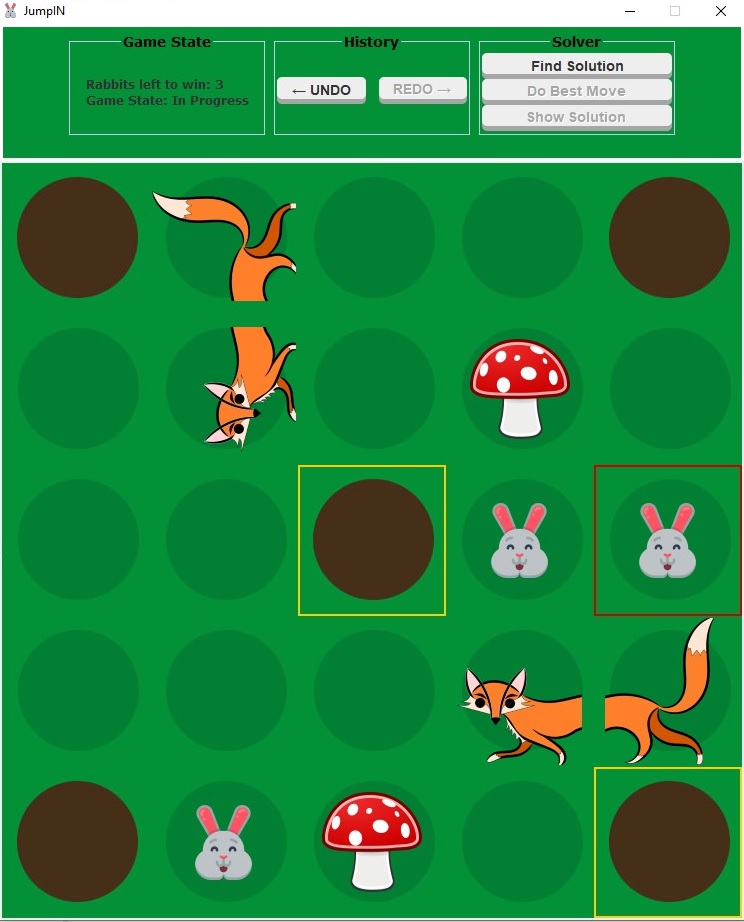 JumpIN
Game State
Rabbits left to win: 3
Game State: In Progress
History
← UNDO
REDO →
Solver
Find Solution
Do Best Move
Show Solution